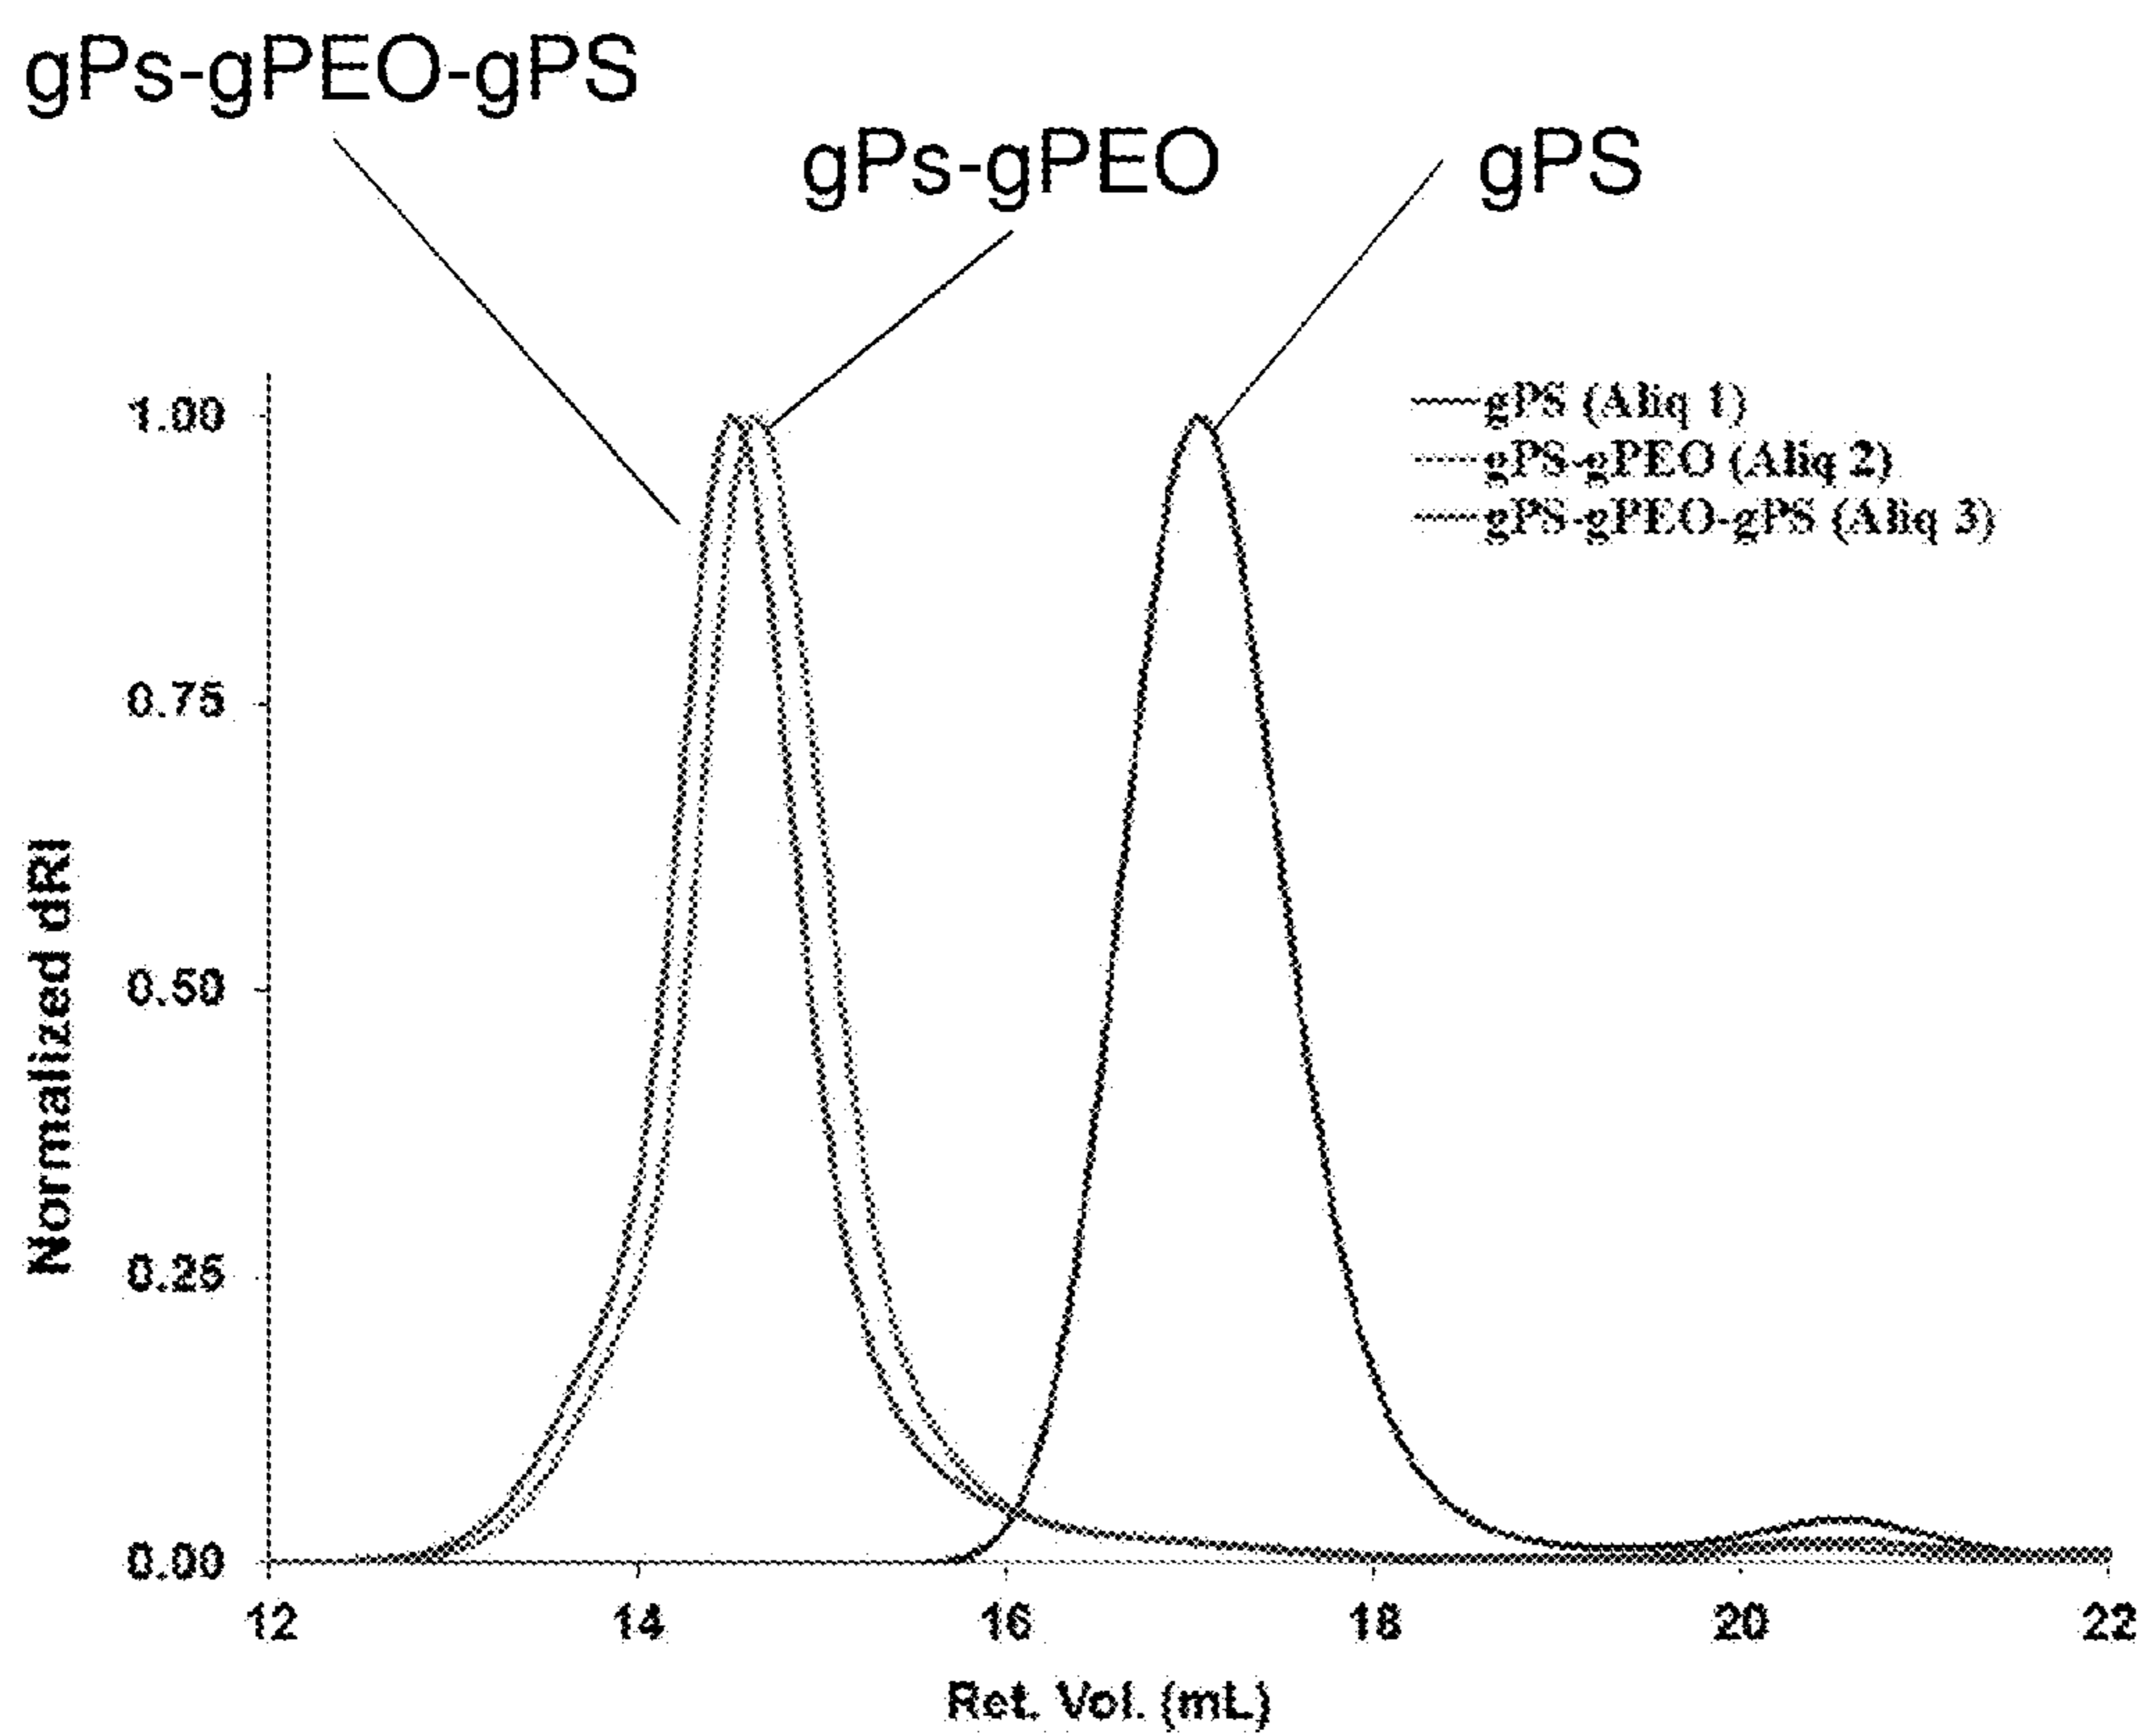 gPs-gPEO-gPS
gPs-gPEO
gPS
1.00
0.75
0.50
0.25
0.00
Normalized dRI
gPS (Aliq 1)
gPS-gPEO (Aliq 2)
gPS-gPEO-gPS (Aliq 3)
12 14 16 18 20 22
Ret. Vol. (mL)